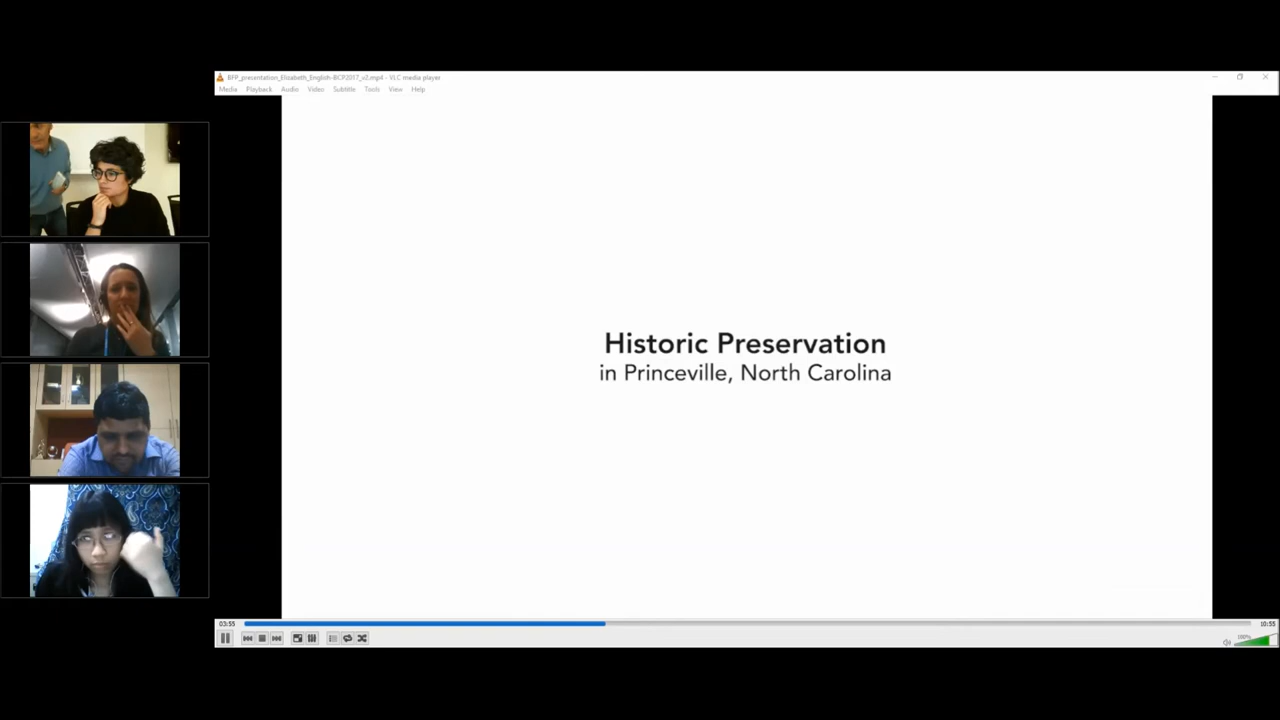 BFP_presentation_Elizabeth_English-BCP2017_v2.mp4 - VLC media player
Media Playback Audio Video Subtitle Tools View Help
Historic Preservation
in Princeville, North Carolina
03:55
10:55
100%